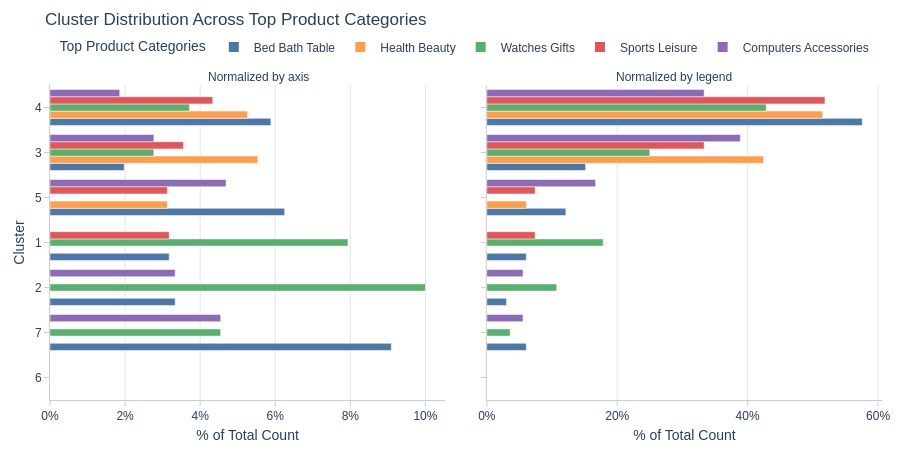 Cluster Distribution Across Top Product Categories
Top Product Categories Bed Bath Table Health Beauty Watches Gifts Sports Leisure Computers Accessories
Normalized by axis Normalized by legend
4
3
5
1
2
7
6
Cluster
0% 2% 4% 6% 8% 10% 0% 20% 40% 60%
% of Total Count % of Total Count